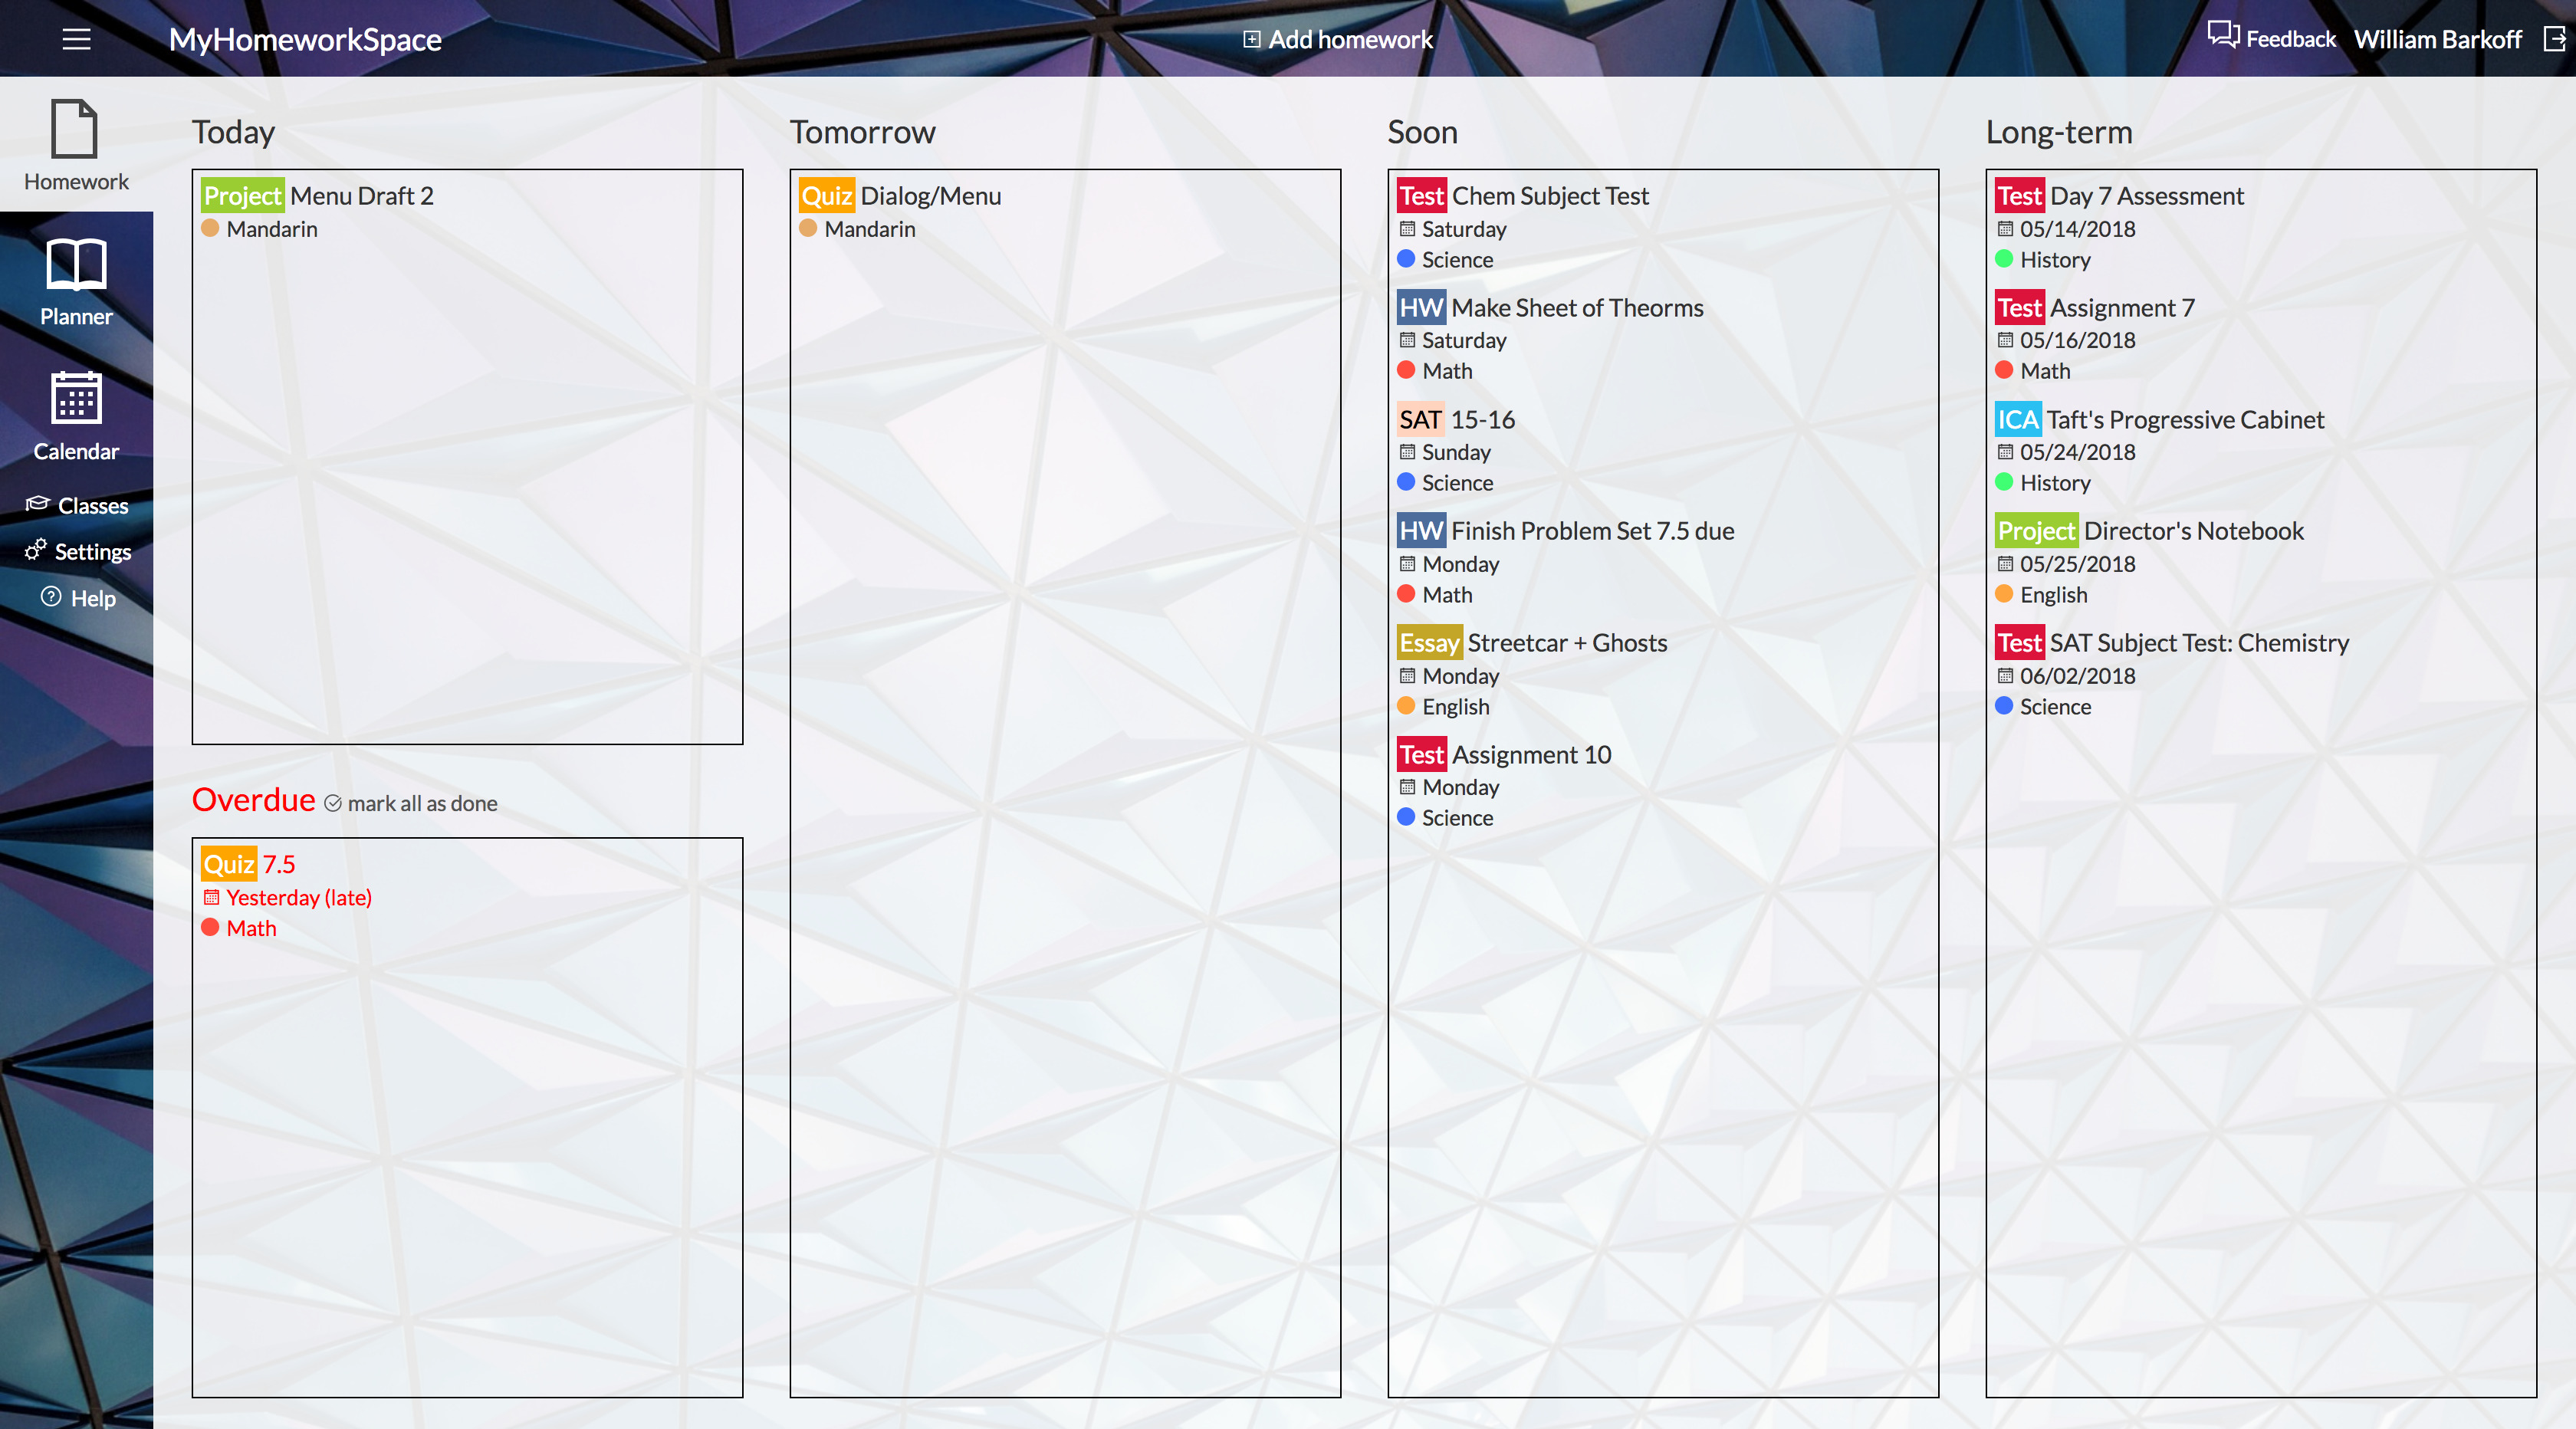 MyHomeworkSpace
Add homework
Feedback
William Barkoff
Homework
Planner
Calendar
Classes
Settings
Help
Today
Project Menu Draft 2
Mandarin
Overdue mark all as done
Quiz 7.5
Yesterday (late)
Math
Tomorrow
Quiz Dialog/Menu
Mandarin
Soon
Test Chem Subject Test
Saturday
Science
HW Make Sheet of Theorms
Saturday
Math
SAT 15-16
Sunday
Science
HW Finish Problem Set 7.5 due
Monday
Math
Essay Streetcar + Ghosts
Monday
English
Test Assignment 10
Monday
Science
Long-term
Test Day 7 Assessment
05/14/2018
History
Test Assignment 7
05/16/2018
Math
ICA Taft's Progressive Cabinet
05/24/2018
History
Project Director's Notebook
05/25/2018
English
Test SAT Subject Test: Chemistry
06/02/2018
Science